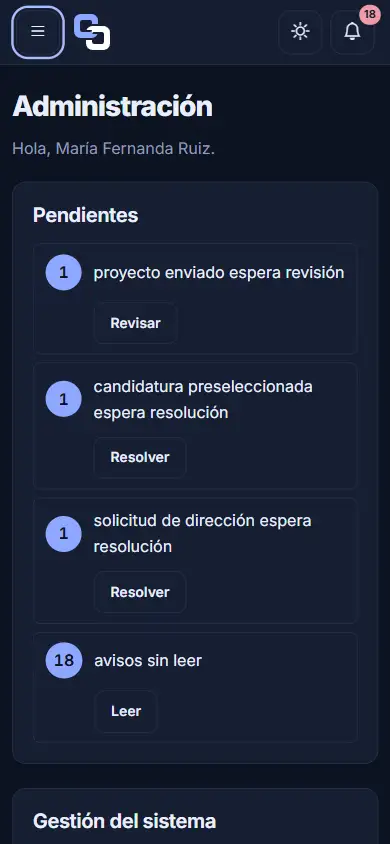 18
Administración
Hola, María Fernanda Ruiz.
Pendientes
1 proyecto enviado espera revisión
Revisar
1 candidatura preseleccionada
espera resolución
Resolver
1 solicitud de dirección espera
resolución
Resolver
18 avisos sin leer
Leer
Gestión del sistema